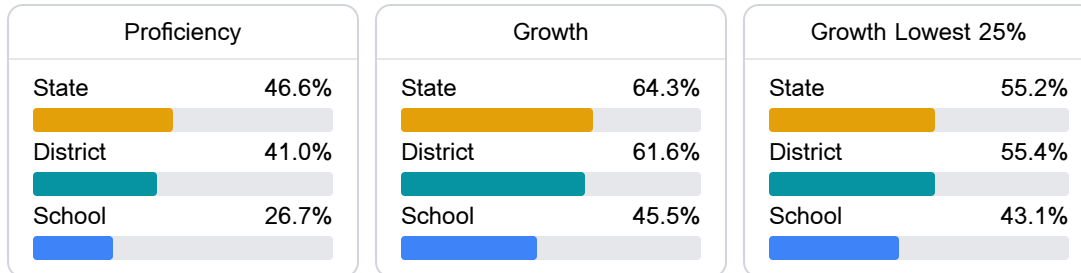 Proficiency
State 46.6%
District 41.0%
School 26.7%
Growth
State 64.3%
District 61.6%
School 45.5%
Growth Lowest 25%
State 55.2%
District 55.4%
School 43.1%